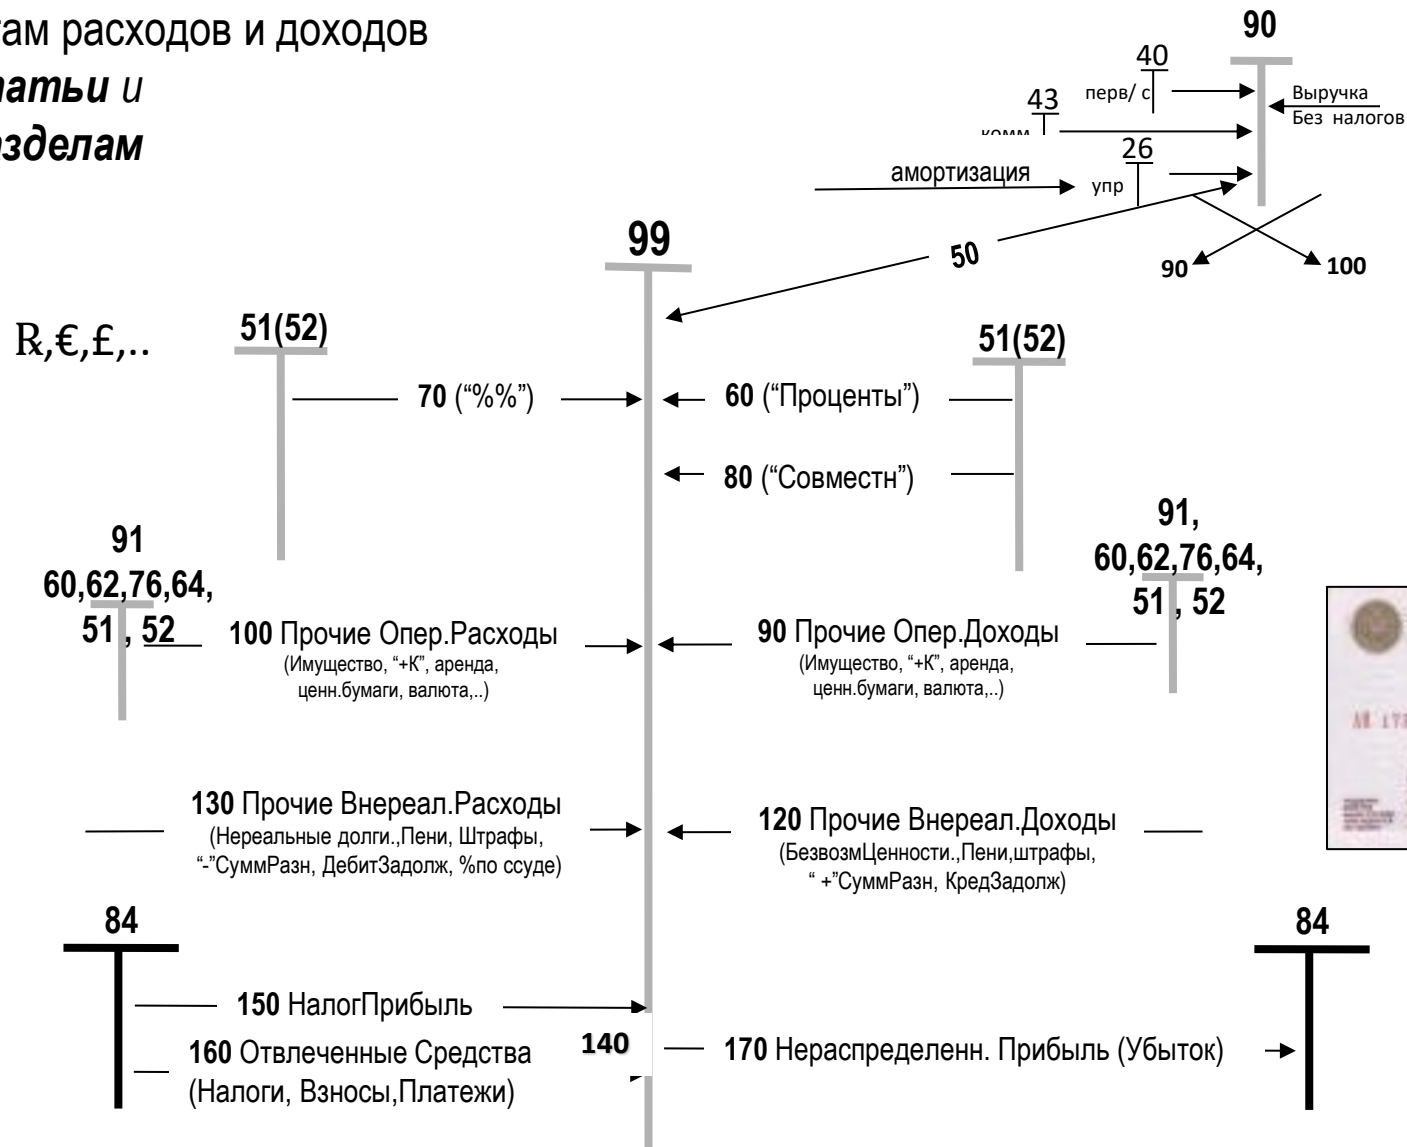 там расходов и доходов
татьи и
азделам
90
40
перв/ с
Выручка
Без налогов
43
комм
26
амортизация
упр
50
90
100
99
₨,€,£,..
51(52)
51(52)
70 (“%%”)
60 (“Проценты”)
80 (“Совместн”)
91
60,62,76,64,
51 , 52
91,
60,62,76,64,
51 , 52
100 Прочие Опер.Расходы
(Имущество, “+К”, аренда,
ценн.бумаги, валюта,..)
90 Прочие Опер.Доходы
(Имущество, “+К”, аренда,
ценн.бумаги, валюта,..)
130 Прочие Внереал.Расходы
(Нереальные долги.,Пени, Штрафы,
“-”СуммРазн, ДебитЗадолж, %по ссуде)
120 Прочие Внереал.Доходы
(БезвозмЦенности.,Пени,штрафы,
“ +”СуммРазн, КредЗадолж)
84
84
150 НалогПрибыль
160 Отвлеченные Средства
(Налоги, Взносы,Платежи)
140
170 Нераспределенн. Прибыль (Убыток)